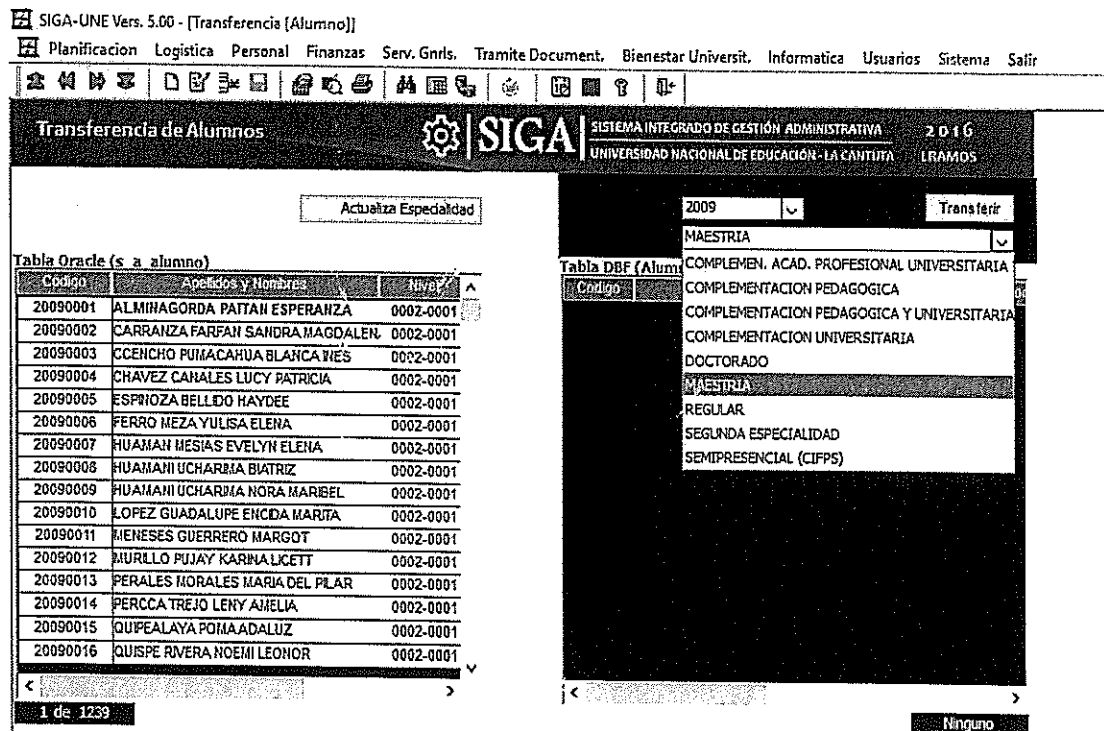 SIGA-UNE Vers. 5.00 - [Transferencia [Alumno]]
Planificacion Logistica Personal Finanzas Serv. Gnrls. Tramite Document. Bienestar Universit. Informatica Usuarios Sistema Salir
Transferencia de Alumnos
SIGA
SISTEMA INTEGRADO DE GESTIÓN ADMINISTRATIVA
UNIVERSIDAD NACIONAL DE EDUCACIÓN - LA CANTUTA
2016
LRAMOS
Actualiza Especialidad
2009
Transferir
MAESTRIA
Tabla Oracle (s_a_alumno)
Codigo Apellidos y Nombres Nivel
20090001 ALMINAGORDA PAITAN ESPERANZA 0002-0001
20090002 CARRANZA FARFAN SANDRA MAGDALEN. 0002-0001
20090003 CCENCHO PUMACAHUA BLANCA INES 0002-0001
20090004 CHAVEZ CANALES LUCY PATRICIA 0002-0001
20090005 ESPINOZA BELLIDO HAYDEE 0002-0001
20090006 FERRO MEZA YULISA ELENA 0002-0001
20090007 HUAMAN MESIAS EVELYN ELENA 0002-0001
20090008 HUAMANI UCHARIMA BIATRIZ 0002-0001
20090009 HUAMANI UCHARIMA NORA MARIBEL 0002-0001
20090010 LOPEZ GUADALUPE ENCIDA MARITA 0002-0001
20090011 MENESES GUERRERO MARGOT 0002-0001
20090012 MURILLO PUJAY KARINA LICETT 0002-0001
20090013 PERALES MORALES MARIA DEL PILAR 0002-0001
20090014 PERCCA TREJO LENY AMELIA 0002-0001
20090015 QUIPEALAYA POMA ADALUZ 0002-0001
20090016 QUISPE RIVERA NOEMI LEONOR 0002-0001
1 de 1239
Tabla DBF (Alum
Codigo
COMPLEMEN. ACAD. PROFESIONAL UNIVERSITARIA
COMPLEMENTACION PEDAGOGICA
COMPLEMENTACION PEDAGOGICA Y UNIVERSITARIA
COMPLEMENTACION UNIVERSITARIA
DOCTORADO
MAESTRIA
REGULAR
SEGUNDA ESPECIALIDAD
SEMIPRESENCIAL (CIFPS)
Ninguno